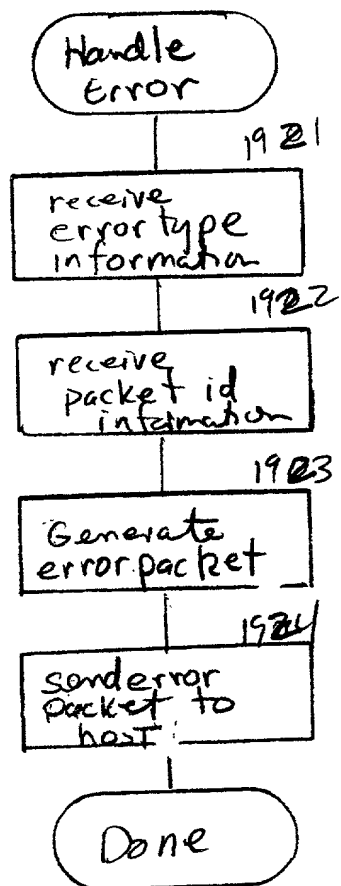 Handle
Error
1921
receive
error type
information
1922
receive
packet id
information
1923
Generate
error packet
1924
send error
packet to
host
Done